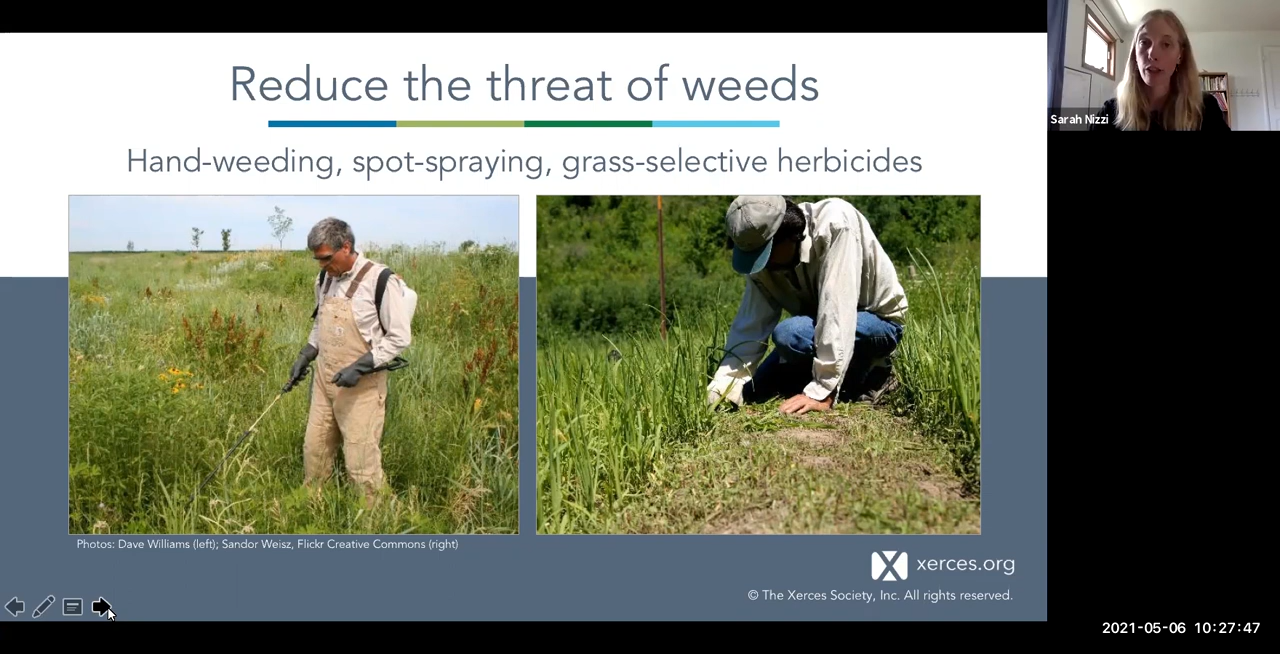 Reduce the threat of weeds
Hand-weeding, spot-spraying, grass-selective herbicides
Sarah Nizzi
Photos: Dave Williams (left); Sandor Weisz, Flickr Creative Commons (right)
xerces.org
© The Xerces Society, Inc. All rights reserved.
2021-05-06 10:27:47